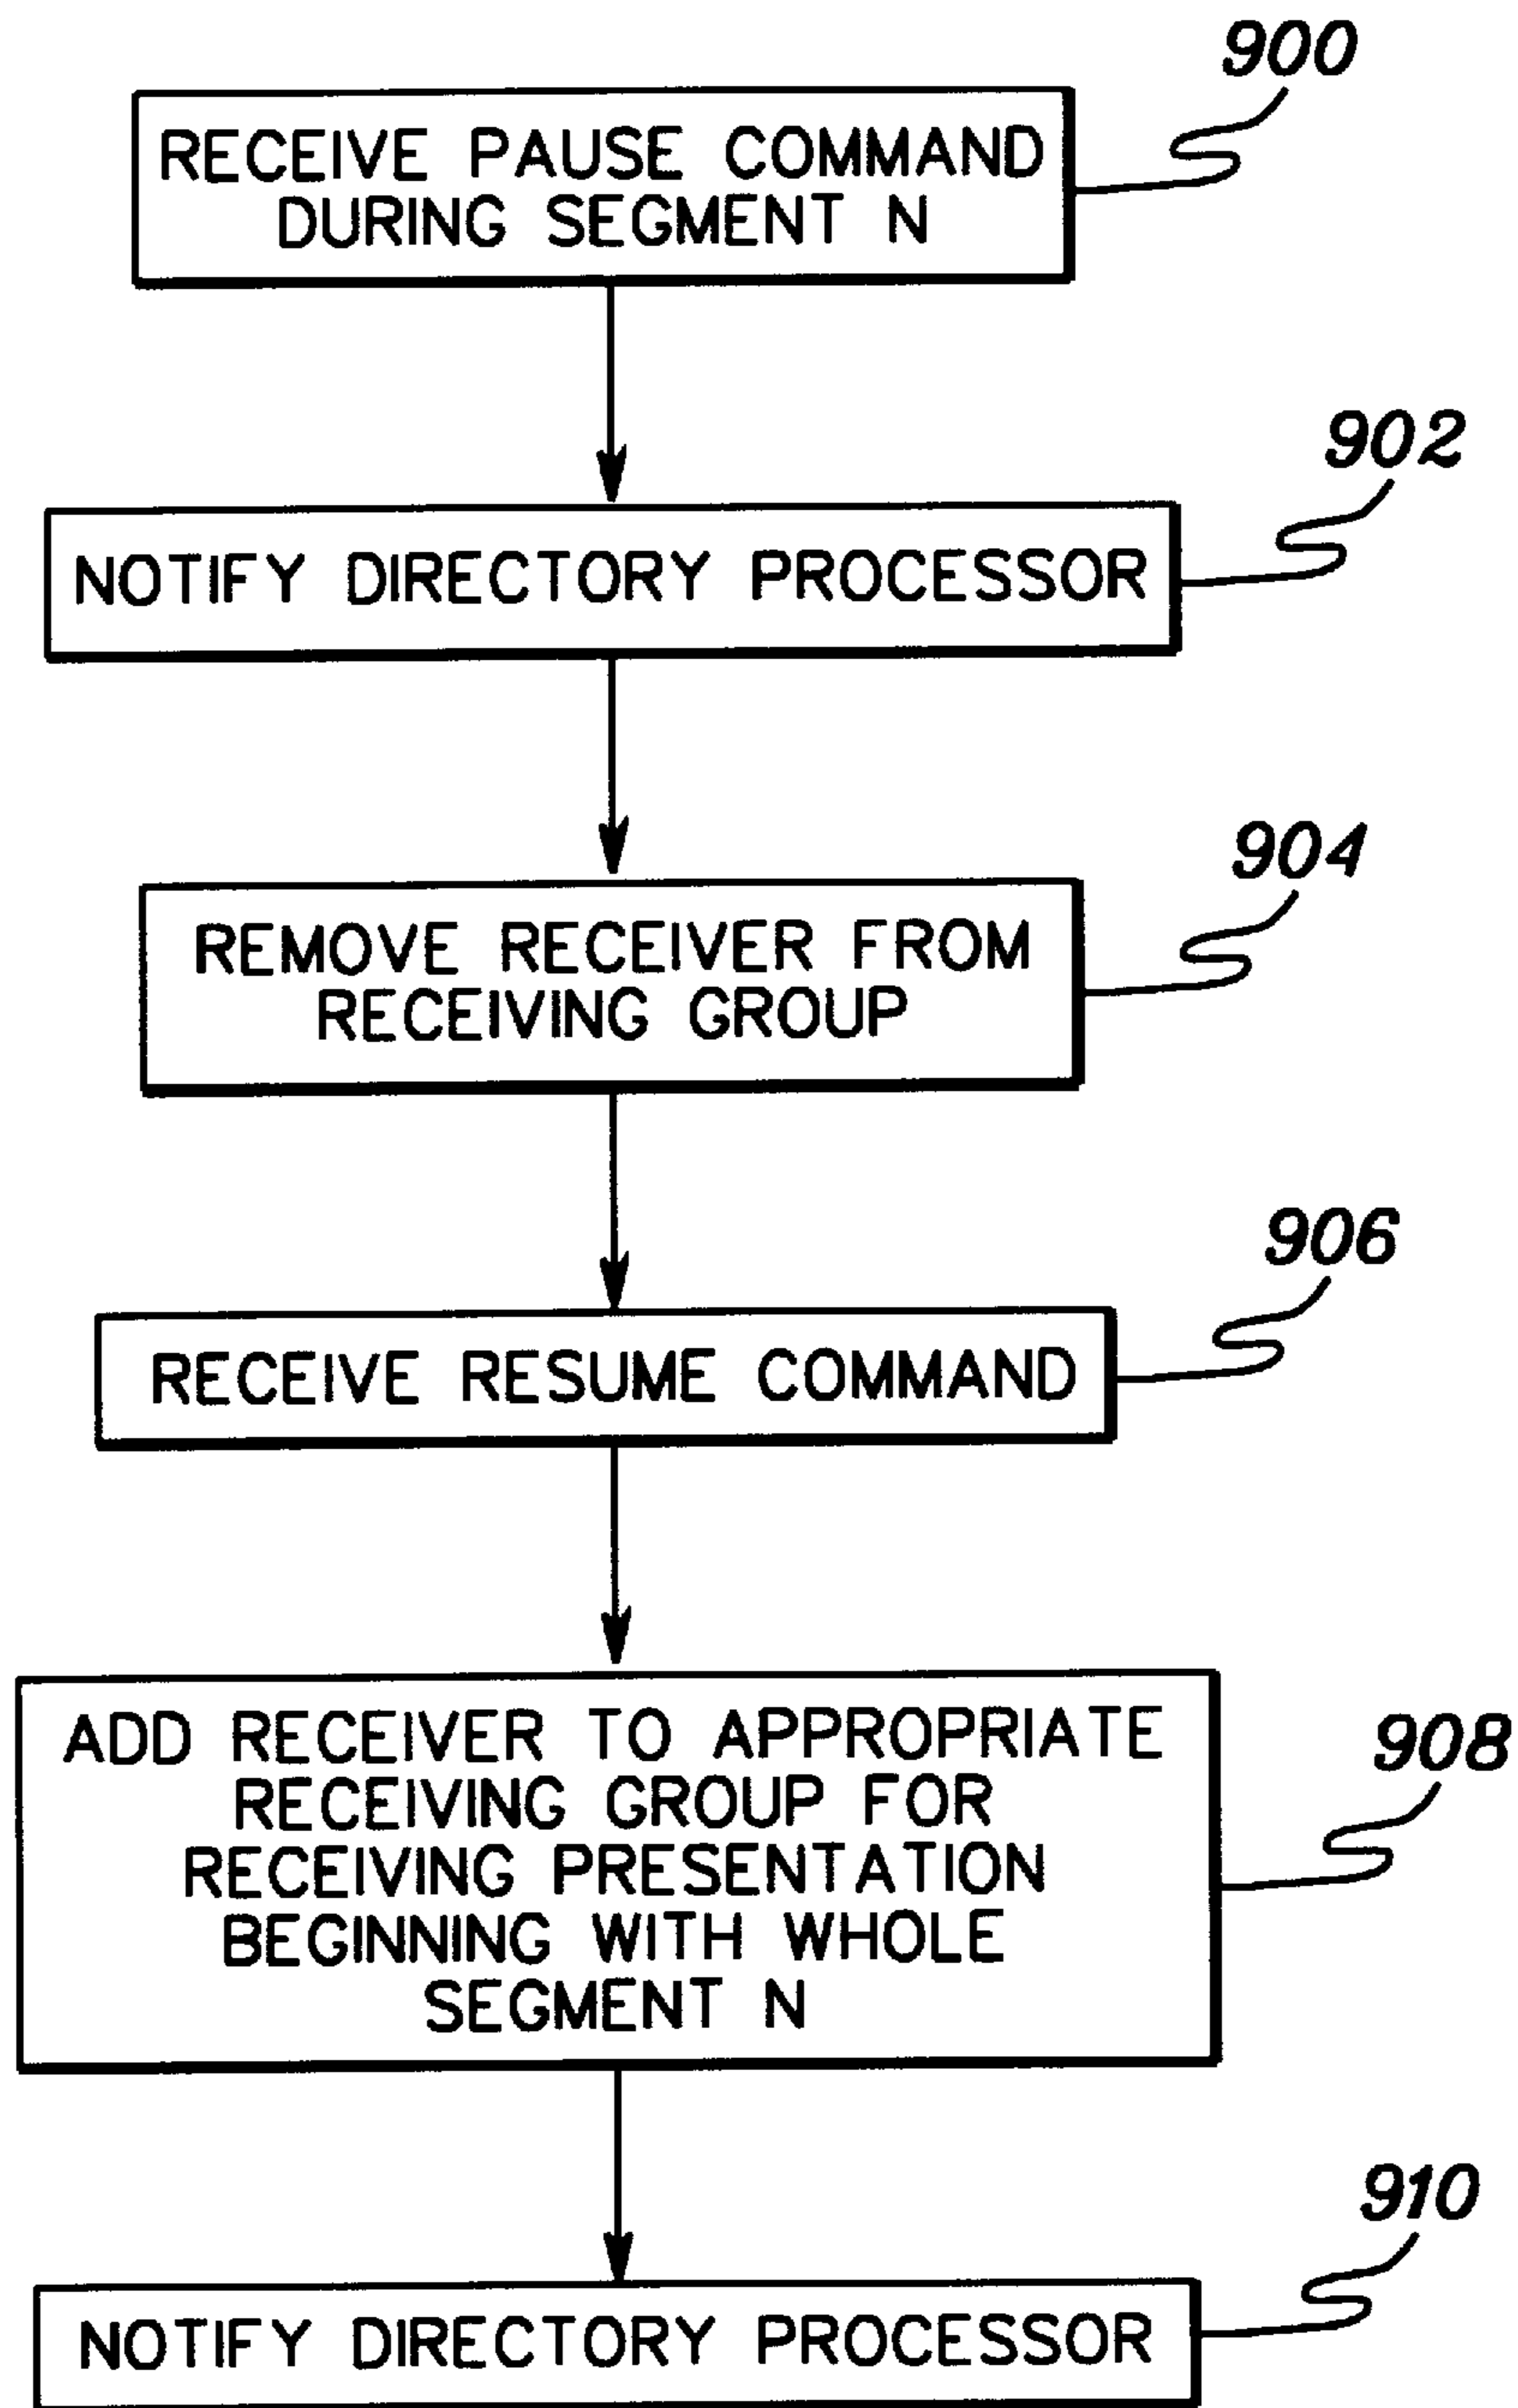 900
RECEIVE PAUSE COMMAND
DURING SEGMENT N
902
NOTIFY DIRECTORY PROCESSOR
904
REMOVE RECEIVER FROM
RECEIVING GROUP
906
RECEIVE RESUME COMMAND
ADD RECEIVER TO APPROPRIATE
908
RECEIVING GROUP FOR
RECEIVING PRESENTATION
BEGINNING WITH WHOLE
SEGMENT N
910
NOTIFY DIRECTORY PROCESSOR